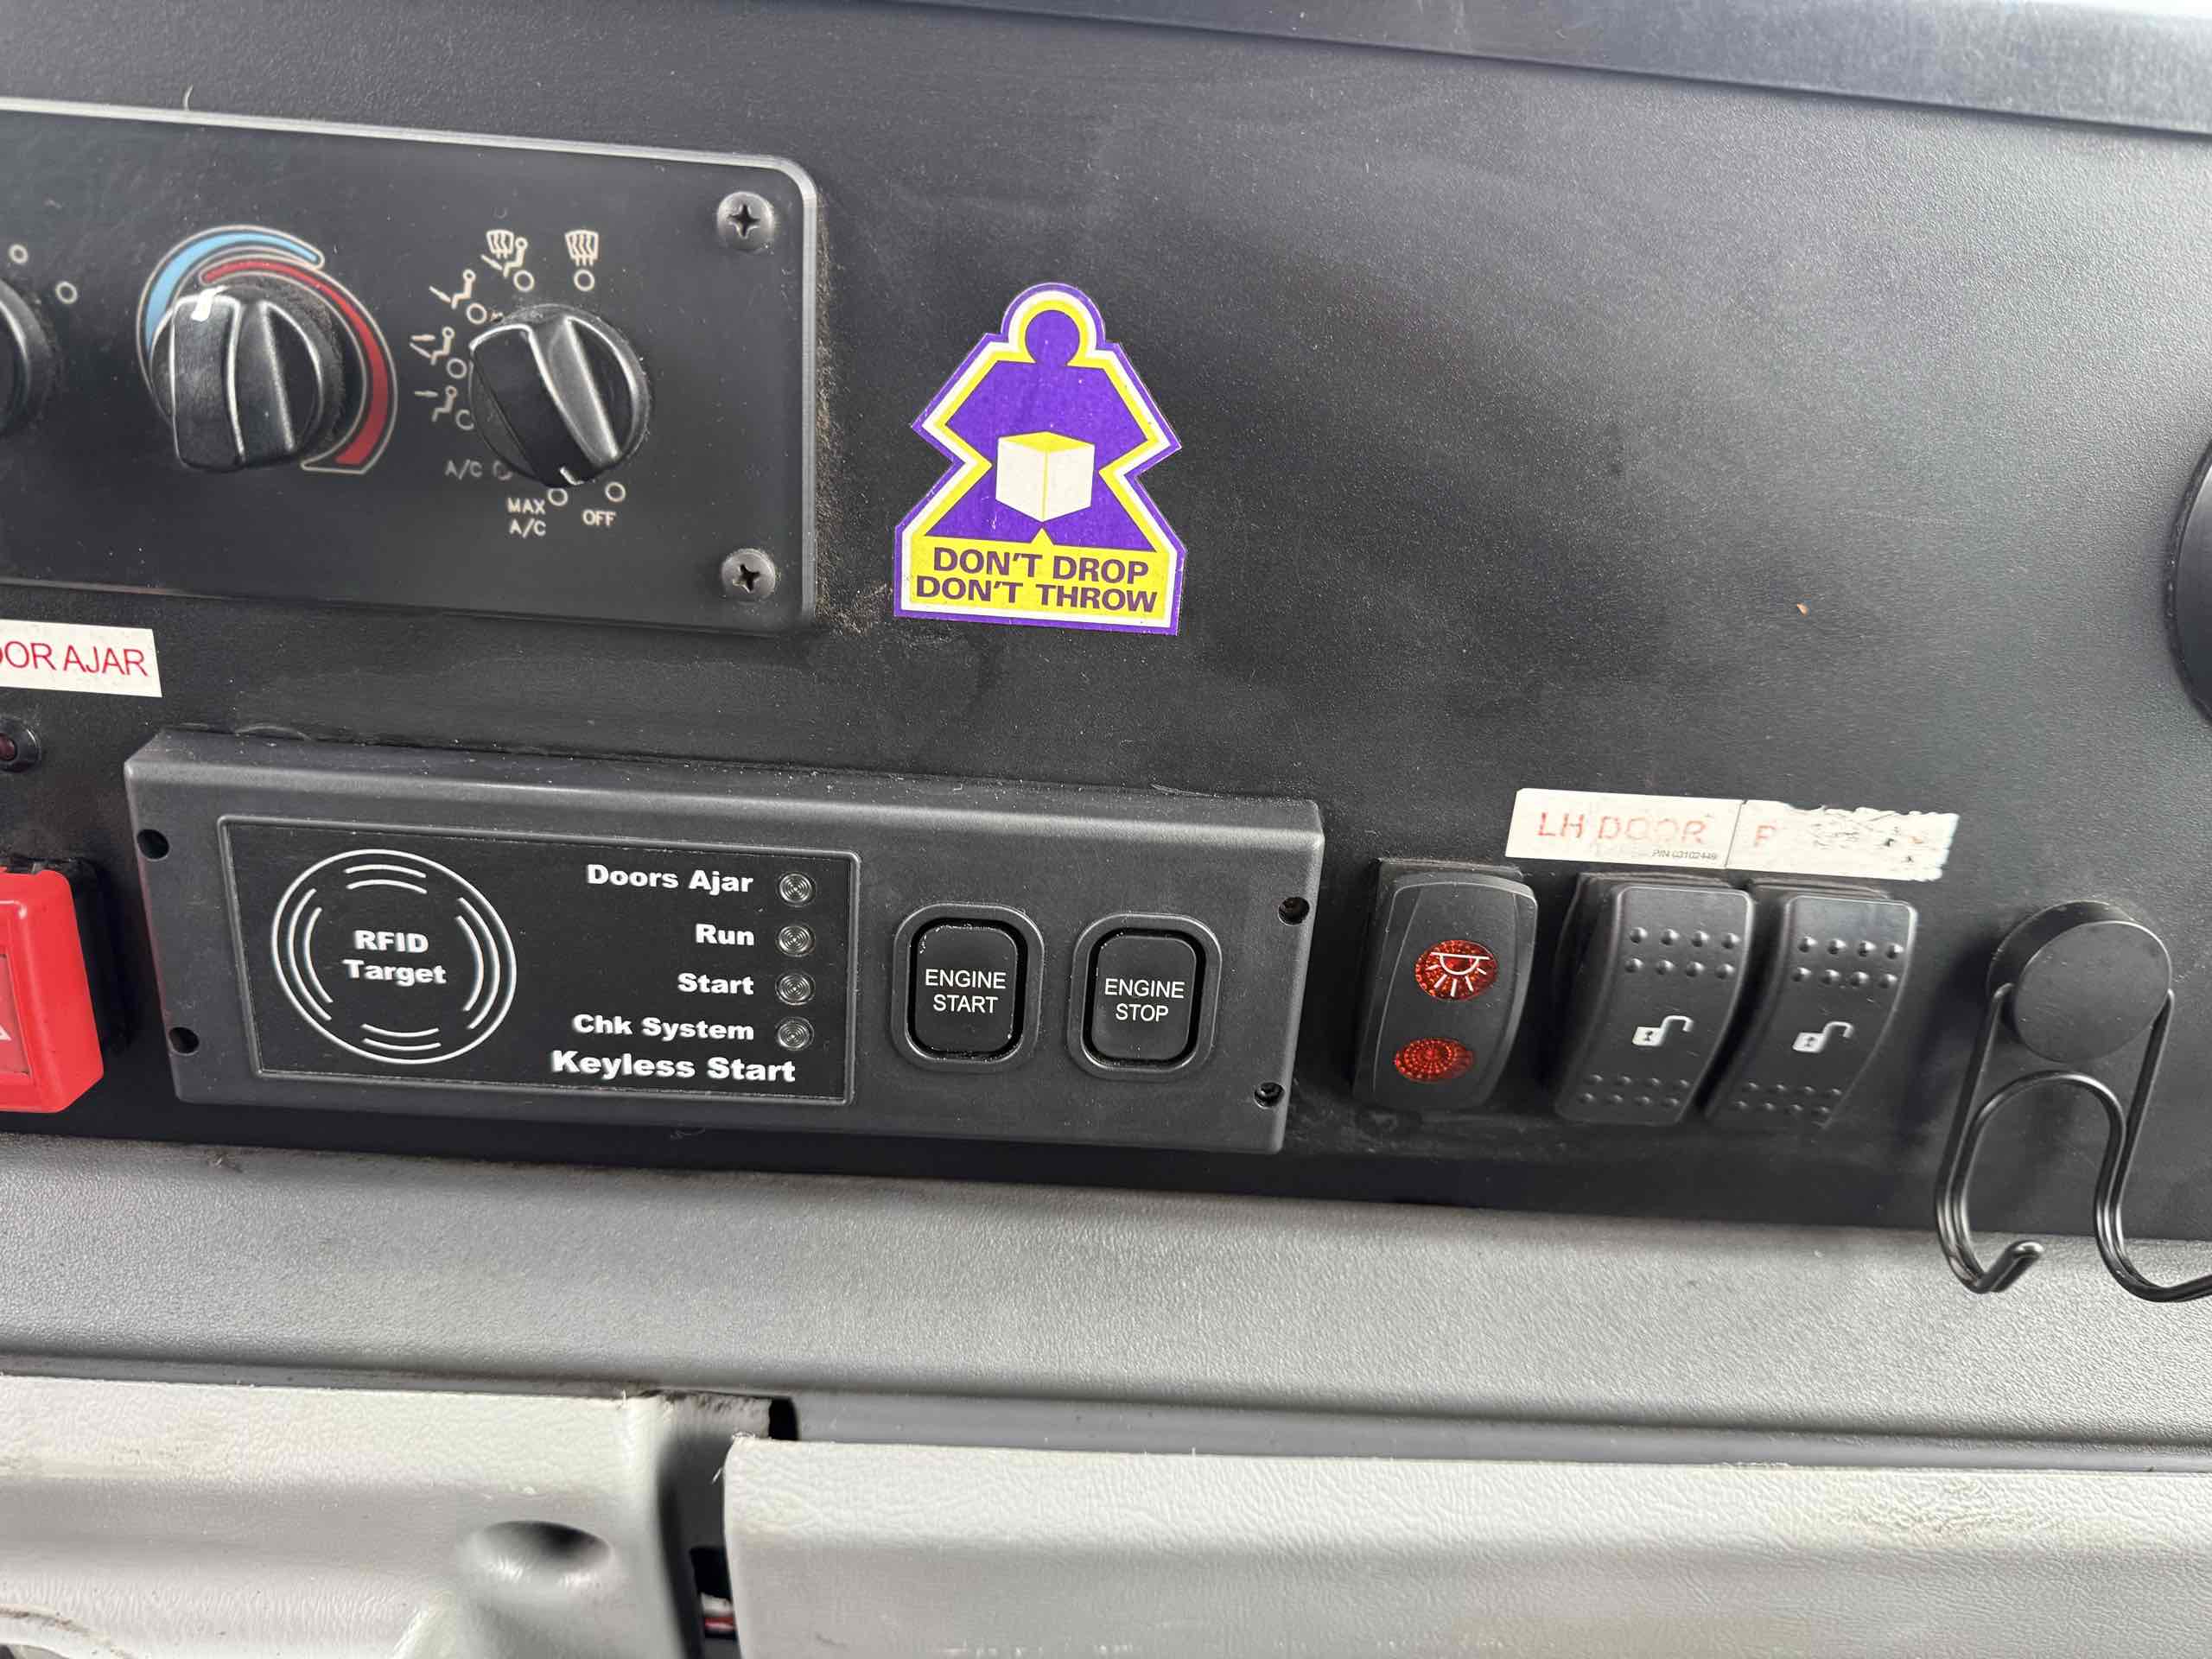 A/C
MAX
A/C
OFF
DON'T DROP
DON'T THROW
AJAR
RFID
Target
Doors Ajar
Run
Start
Chk System
Keyless Start
ENGINE
START
ENGINE
STOP
LH DOOR
P/N 03102449